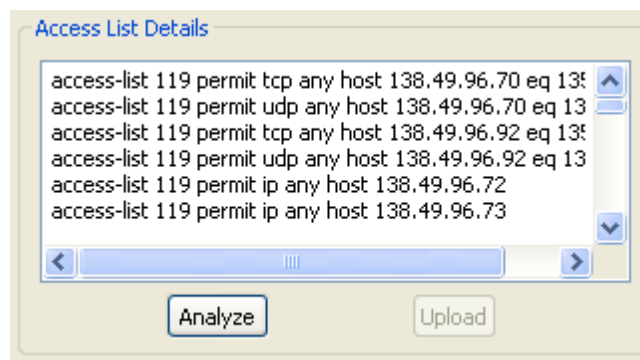 Access List Details
access-list 119 permit tcp any host 138.49.96.70 eq
access-list 119 permit udp any host 138.49.96.70 eq 13
access-list 119 permit tcp any host 138.49.96.92 eq
access-list 119 permit udp any host 138.49.96.92 eq 13
access-list 119 permit ip any host 138.49.96.72
access-list 119 permit ip any host 138.49.96.73
Analyze Upload